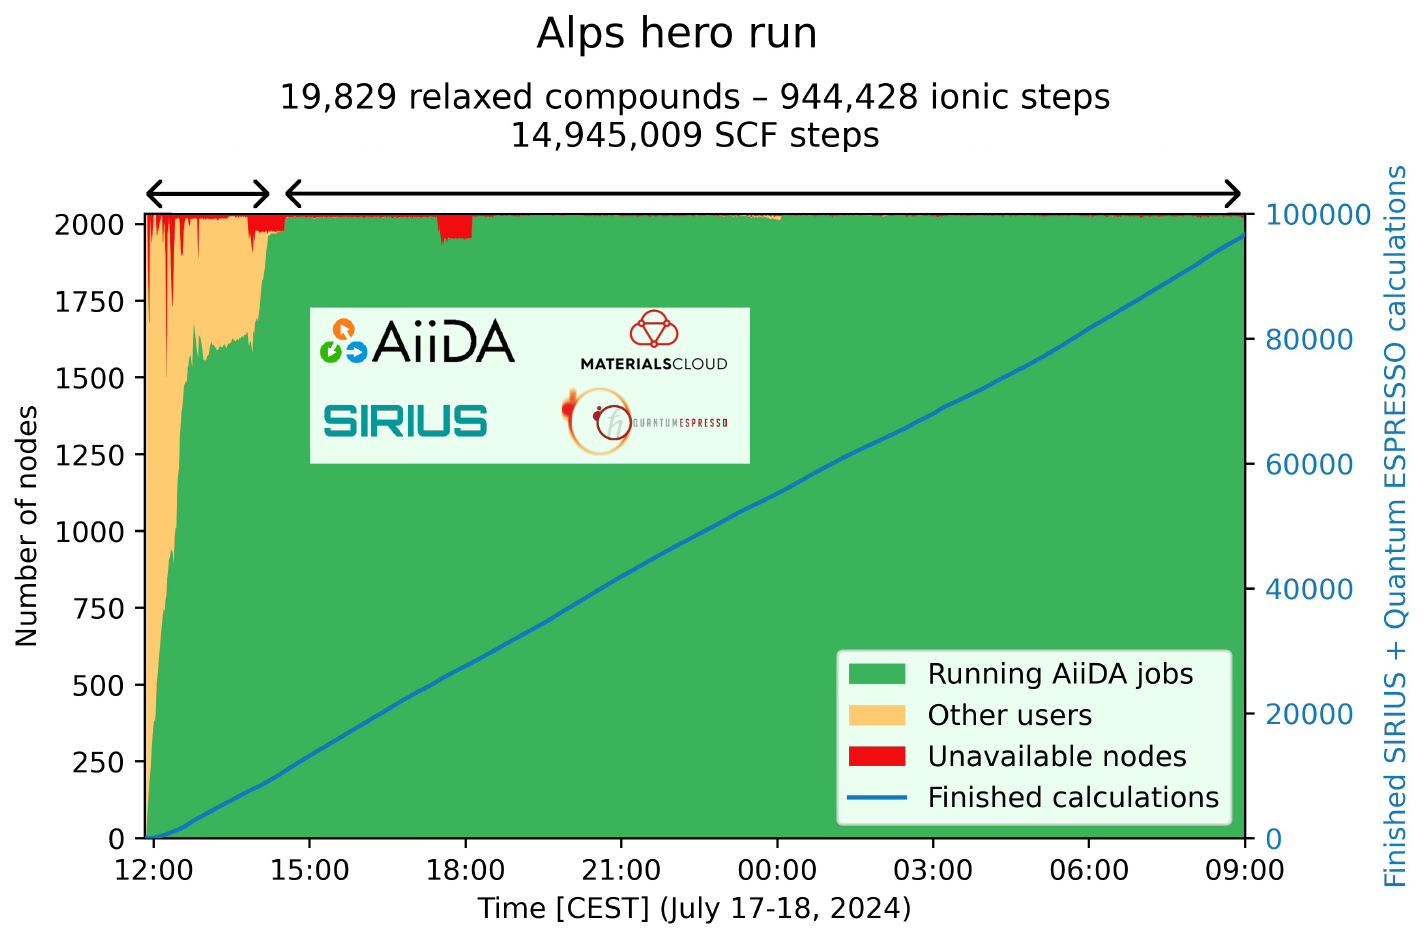 Alps hero run
19,829 relaxed compounds – 944,428 ionic steps
14,945,009 SCF steps
2000
1750
1500
1250
1000
750
500
250
0
Number of nodes
AiiDA
MATERIALSCLOUD
SIRIUS
ħ QUANTUMESPRESSO
Running AiiDA jobs
Other users
Unavailable nodes
Finished calculations
100000
80000
60000
40000
20000
0
Finished SIRIUS + Quantum ESPRESSO calculations
12:00 15:00 18:00 21:00 00:00 03:00 06:00 09:00
Time [CEST] (July 17-18, 2024)